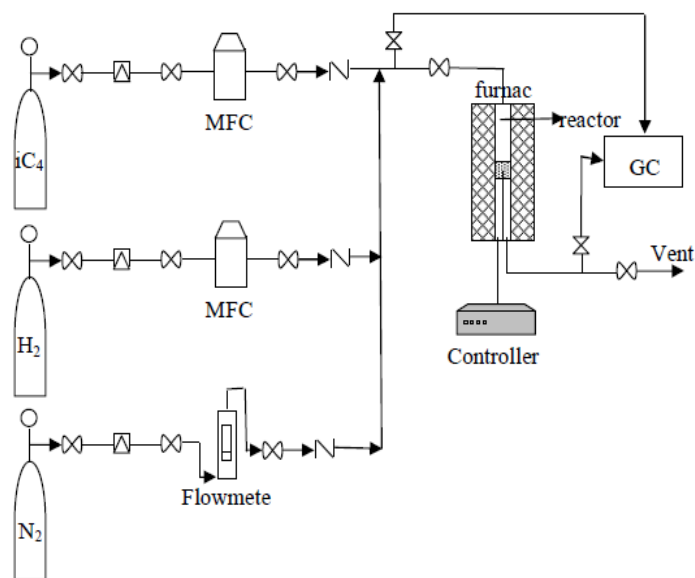 furnac
reactor
iC4
MFC
GC
H2
MFC
Vent
Controller
N2
Flowmete